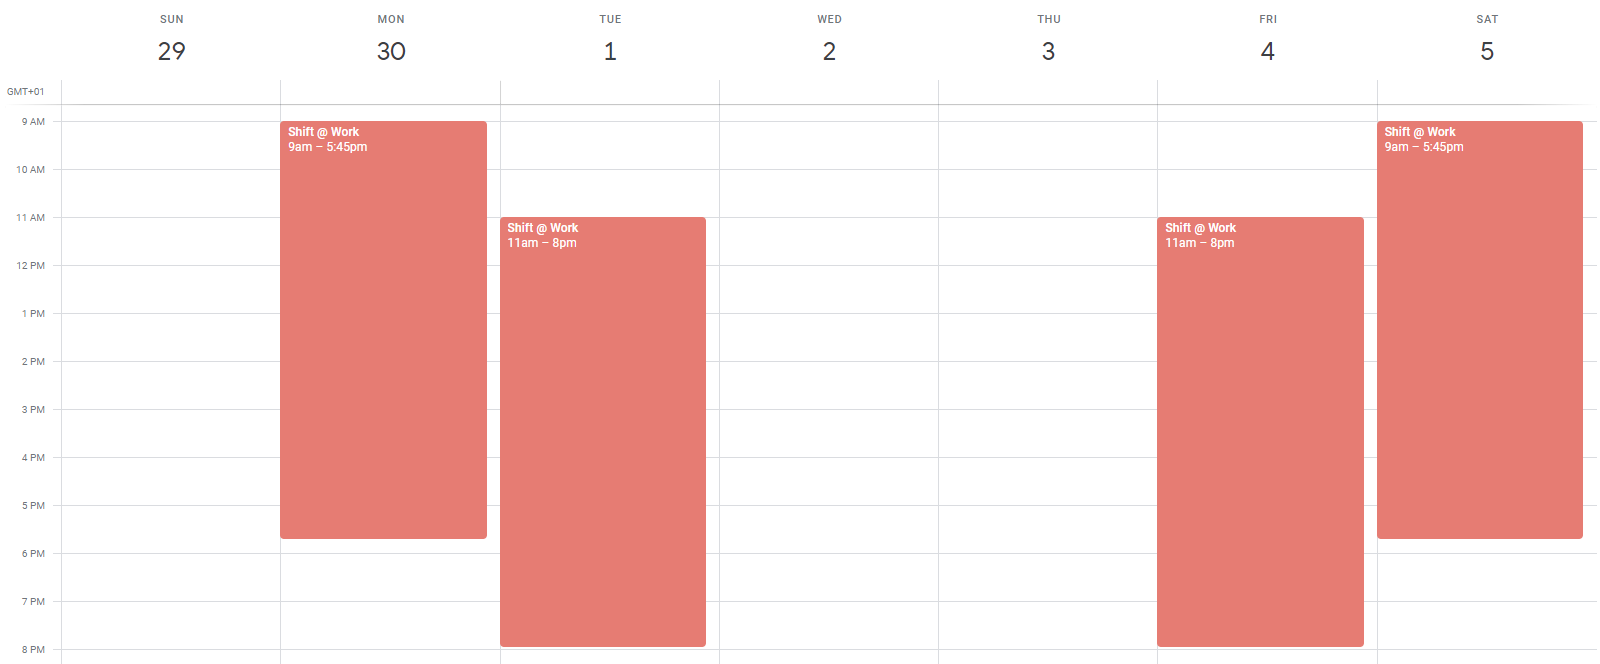 SUN MON TUE WED THU FRI SAT
29 30 1 2 3 4 5
GMT+01
9 AM
Shift @ Work
9am – 5:45pm
Shift @ Work
9am – 5:45pm
10 AM
11 AM
Shift @ Work
11am – 8pm
Shift @ Work
11am – 8pm
12 PM
1 PM
2 PM
3 PM
4 PM
5 PM
6 PM
7 PM
8 PM